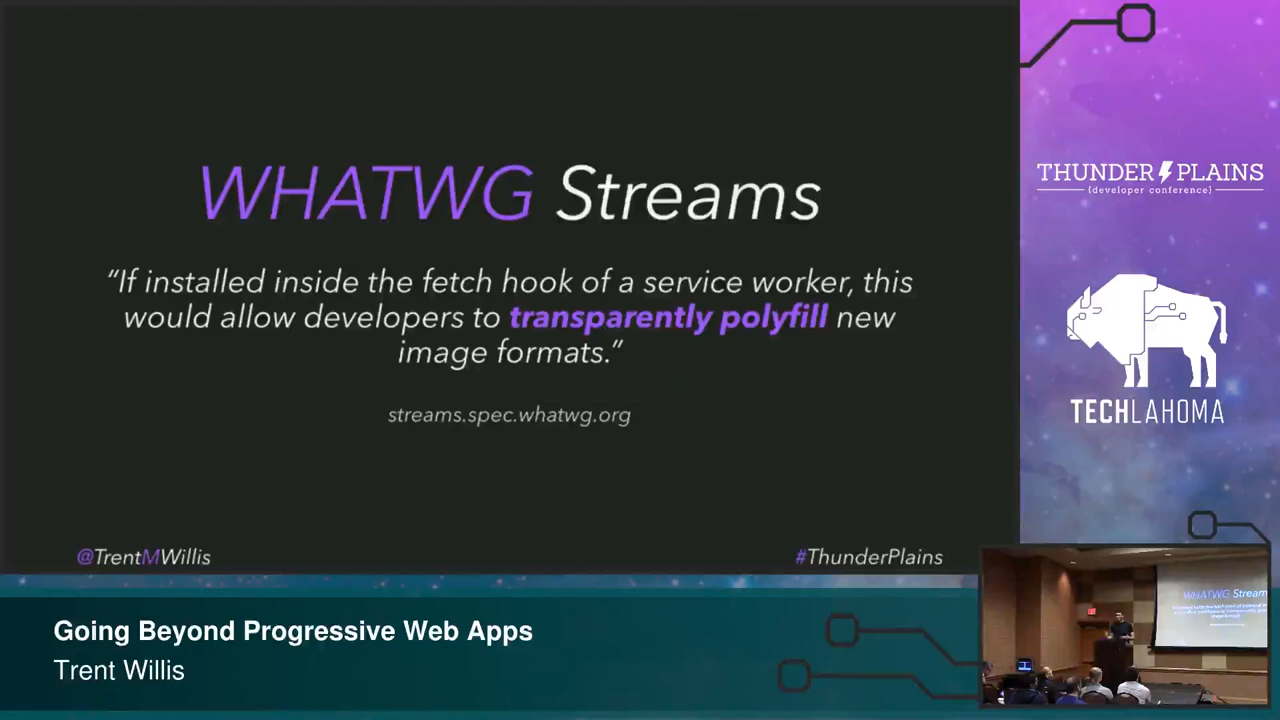 WHATWG Streams
“If installed inside the fetch hook of a service worker, this
would allow developers to transparently polyfill new
image formats.”
streams.spec.whatwg.org
@TrentMWillis
#ThunderPlains
THUNDER PLAINS
{developer conference}
TECHLAHOMA
Going Beyond Progressive Web Apps
Trent Willis
WHATWG Stream